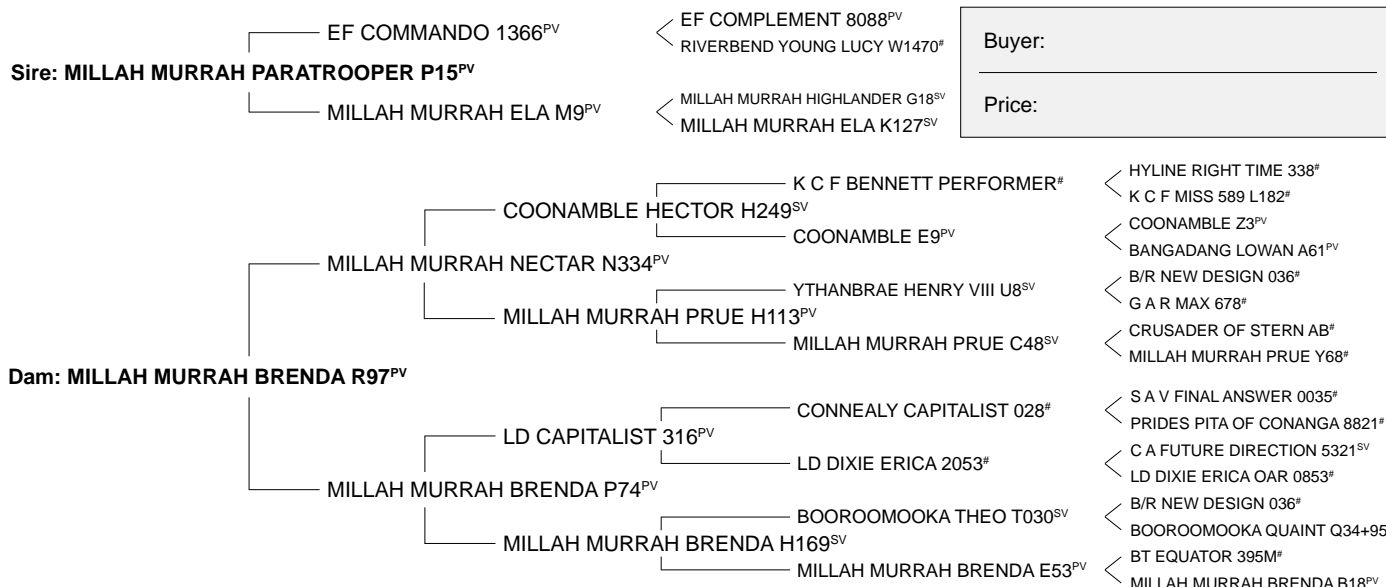 EF COMPLEMENT 8088PV
EF COMMANDO 1366PV
RIVERBEND YOUNG LUCY W1470#
Sire: MILLAH MURRAH PARATROOPER P15PV
MILLAH MURRAH HIGHLANDER G18SV
MILLAH MURRAH ELA M9PV
MILLAH MURRAH ELA K127SV
Buyer:
Price:
HYLINE RIGHT TIME 338#
K C F BENNETT PERFORMER#
K C F MISS 589 L182#
COONAMBLE HECTOR H249SV
COONAMBLE Z3PV
COONAMBLE E9PV
BANGADANG LOWAN A61PV
MILLAH MURRAH NECTAR N334PV
B/R NEW DESIGN 036#
YTHANBRAE HENRY VIII U8SV
G A R MAX 678#
MILLAH MURRAH PRUE H113PV
CRUSADER OF STERN AB#
MILLAH MURRAH PRUE C48SV
MILLAH MURRAH PRUE Y68#
Dam: MILLAH MURRAH BRENDA R97PV
S A V FINAL ANSWER 0035#
CONNEALY CAPITALIST 028#
PRIDES PITA OF CONANGA 8821#
LD CAPITALIST 316PV
C A FUTURE DIRECTION 5321SV
LD DIXIE ERICA 2053#
LD DIXIE ERICA OAR 0853#
MILLAH MURRAH BRENDA P74PV
B/R NEW DESIGN 036#
BOOROOMOOKA THEO T030SV
BOOROOMOOKA QUAINT Q34+95
MILLAH MURRAH BRENDA H169SV
BT EQUATOR 395M#
MILLAH MURRAH BRENDA E53PV
MILLAH MURRAH BRENDA B18PV